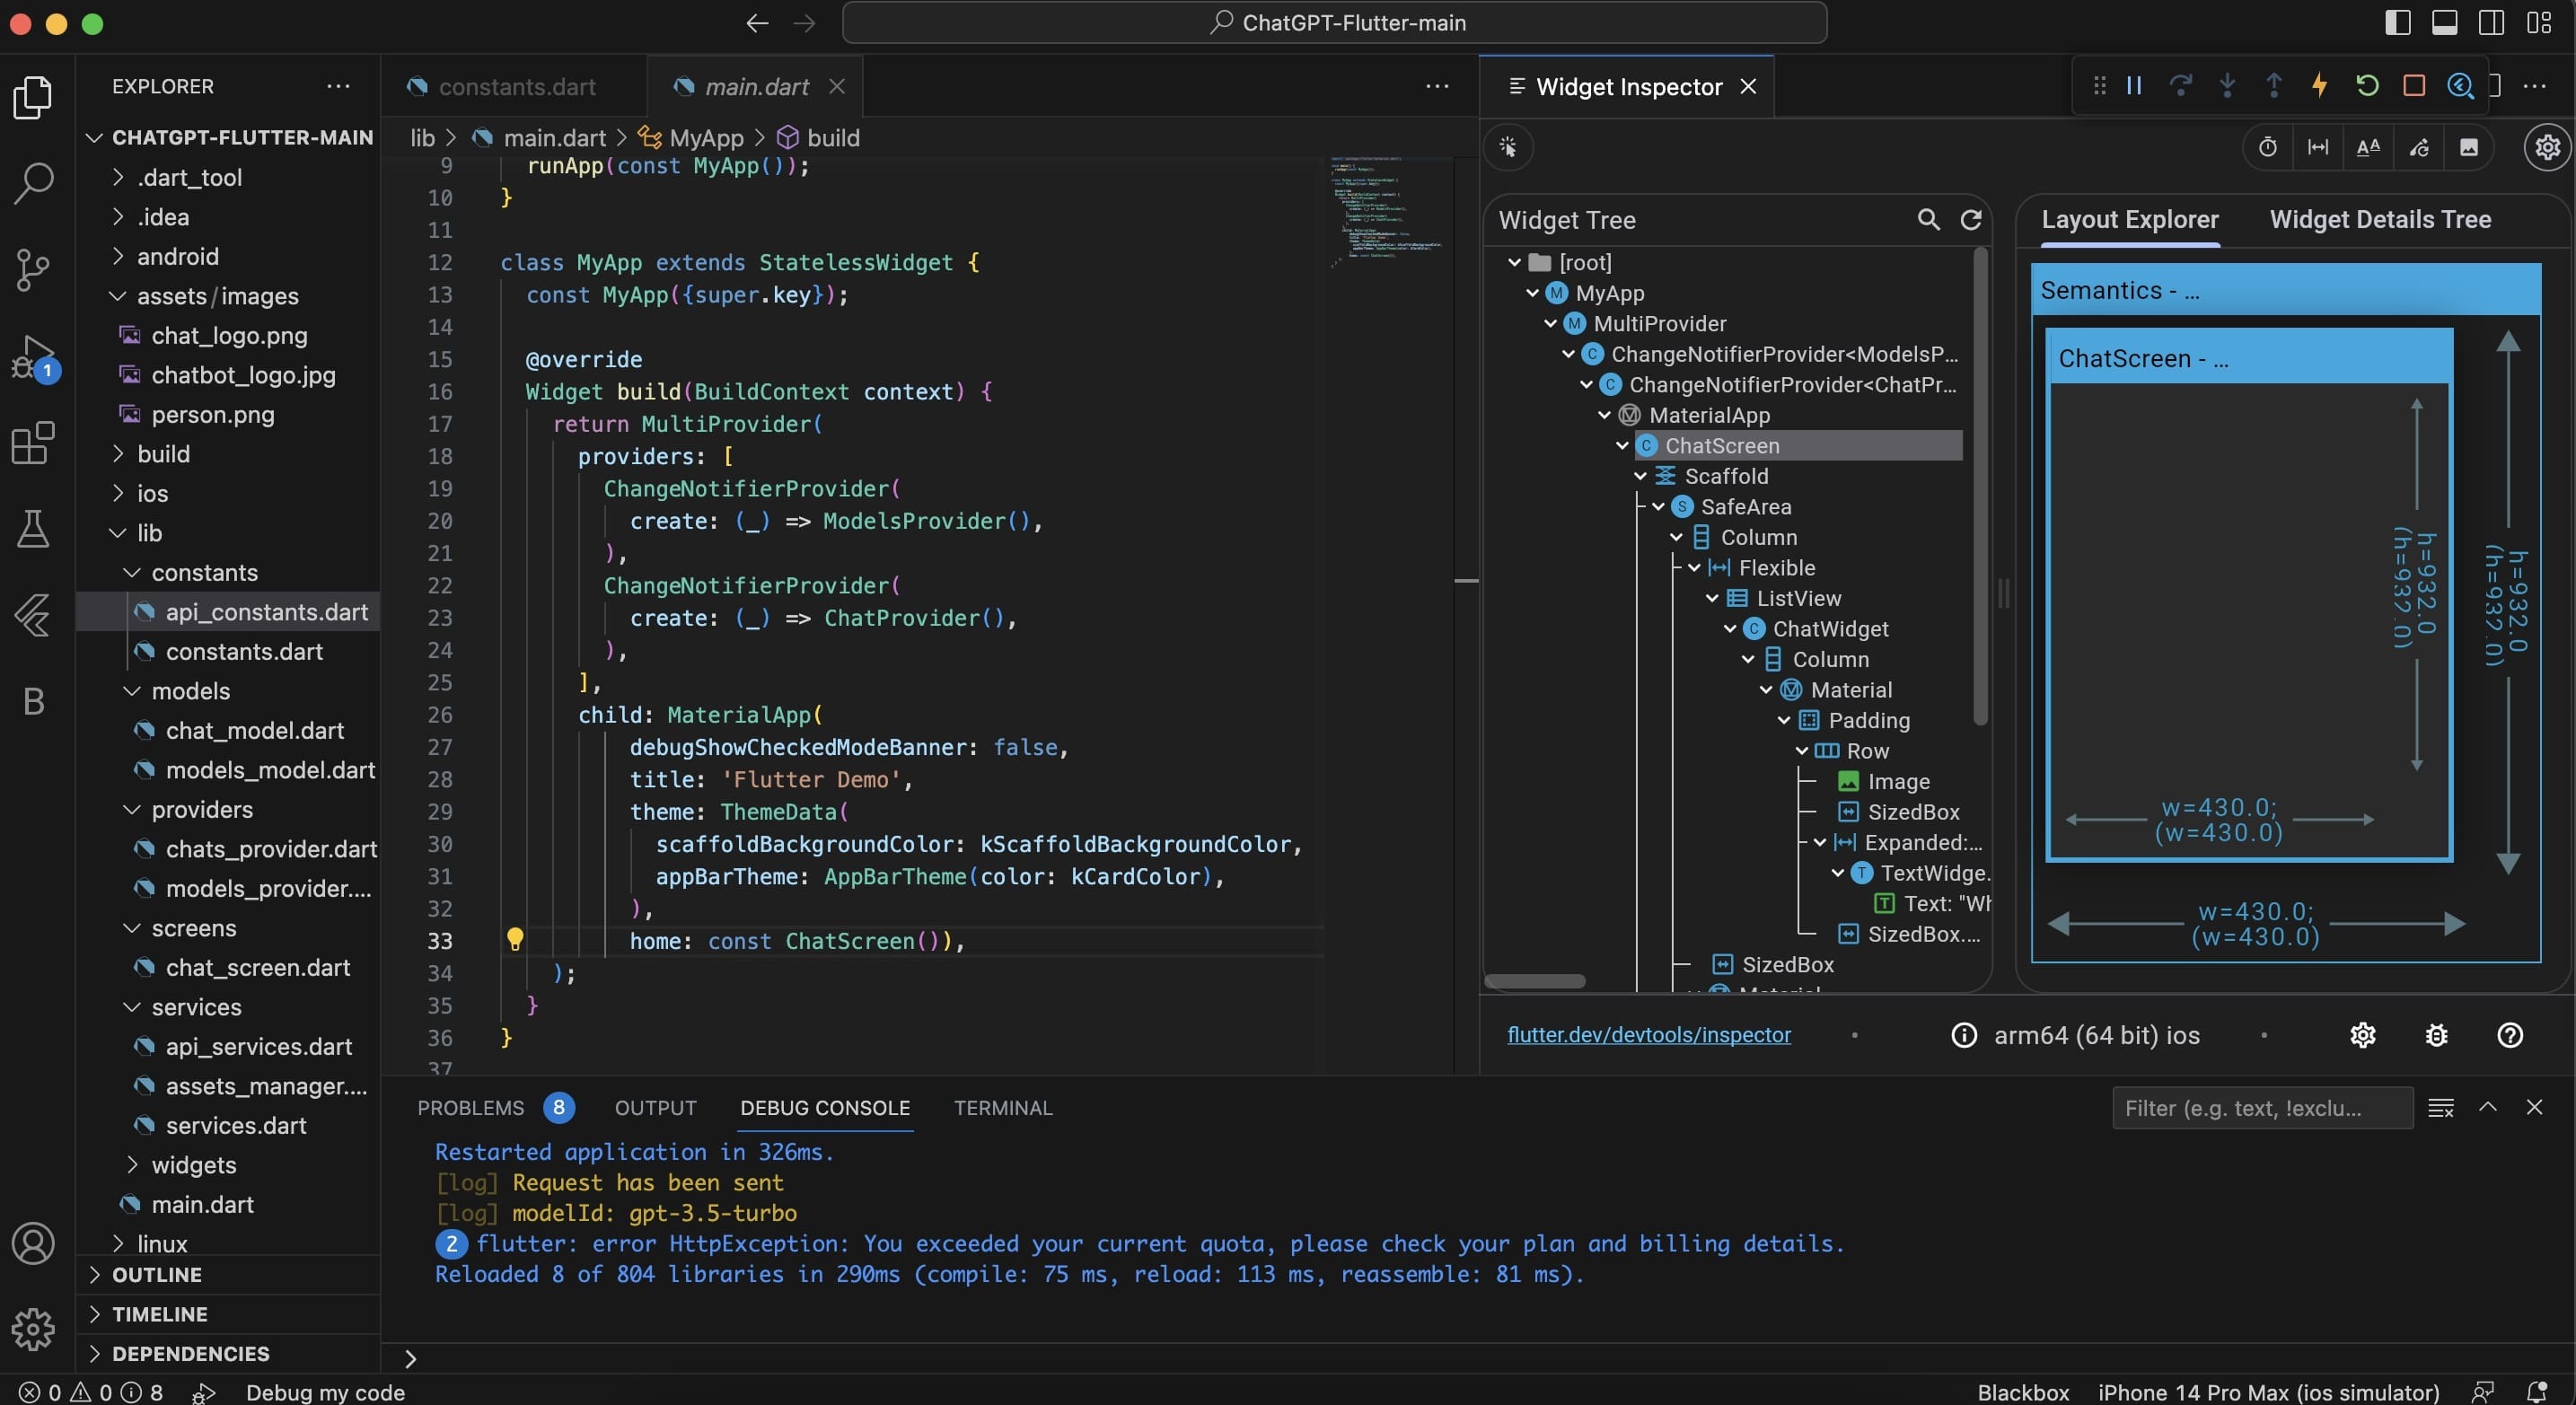 ChatGPT-Flutter-main
EXPLORER
CHATGPT-FLUTTER-MAIN
.dart_tool
.idea
android
assets/images
chat_logo.png
chatbot_logo.jpg
person.png
build
ios
lib
constants
api_constants.dart
constants.dart
models
chat_model.dart
models_model.dart
providers
chats_provider.dart
models_provider....
screens
chat_screen.dart
services
api_services.dart
assets_manager....
services.dart
widgets
main.dart
linux
OUTLINE
TIMELINE
DEPENDENCIES
1
B
constants.dart
main.dart
lib > main.dart > MyApp > build
9 runApp(const MyApp());
10 }
11
12 class MyApp extends StatelessWidget {
13 const MyApp({super.key});
14
15 @override
16 Widget build(BuildContext context) {
17 return MultiProvider(
18 providers: [
19 ChangeNotifierProvider(
20 create: (_) => ModelsProvider(),
21 ),
22 ChangeNotifierProvider(
23 create: (_) => ChatProvider(),
24 ),
25 ],
26 child: MaterialApp(
27 debugShowCheckedModeBanner: false,
28 title: 'Flutter Demo',
29 theme: ThemeData(
30 scaffoldBackgroundColor: kScaffoldBackgroundColor,
31 appBarTheme: AppBarTheme(color: kCardColor),
32 ),
33 home: const ChatScreen()),
34 );
35 }
36 }
37
Widget Inspector
Widget Tree
[root]
MyApp
MultiProvider
ChangeNotifierProvider<ModelsP...
ChangeNotifierProvider<ChatPr...
MaterialApp
ChatScreen
Scaffold
SafeArea
Column
Flexible
ListView
ChatWidget
Column
Material
Padding
Row
Image
SizedBox
Expanded:...
TextWidge.
Text: "Wh
SizedBox....
SizedBox
Material
Layout Explorer
Widget Details Tree
Semantics - ...
ChatScreen - ...
h=932.0
(h=932.0)
h=932.0
(h=932.0)
w=430.0;
(w=430.0)
w=430.0;
(w=430.0)
flutter.dev/devtools/inspector
arm64 (64 bit) ios
PROBLEMS 8
OUTPUT
DEBUG CONSOLE
TERMINAL
Filter (e.g. text, !exclu...
Restarted application in 326ms.
[log] Request has been sent
[log] modelId: gpt-3.5-turbo
2 flutter: error HttpException: You exceeded your current quota, please check your plan and billing details.
Reloaded 8 of 804 libraries in 290ms (compile: 75 ms, reload: 113 ms, reassemble: 81 ms).
0 0 8 Debug my code
Blackbox
iPhone 14 Pro Max (ios simulator)